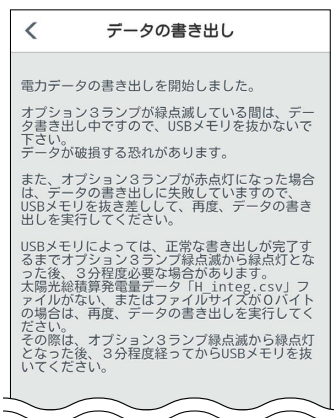 データの書き出し
電力データの書き出しを開始しました。
オプション３ランプが緑点滅している間は、デー
タ書き出し中ですので、USBメモリを抜かないで
下さい。
データが破損する恐れがあります。
また、オプション３ランプが赤点灯になった場合
は、データの書き出しに失敗していますので、
USBメモリを抜き差しして、再度、データの書き
出しを実行してください。
USBメモリによっては、正常な書き出しが完了す
るまでオプション３ランプ緑点滅から緑点灯とな
った後、３分程度必要な場合があります。
太陽光総積算発電量データ「H_integ.csv」フ
ァイルがない、またはファイルサイズが０バイト
の場合は、再度、データの書き出しを実行してく
ださい。
その際は、オプション３ランプ緑点滅から緑点灯
となった後、３分程度経ってからUSBメモリを抜
いてください。